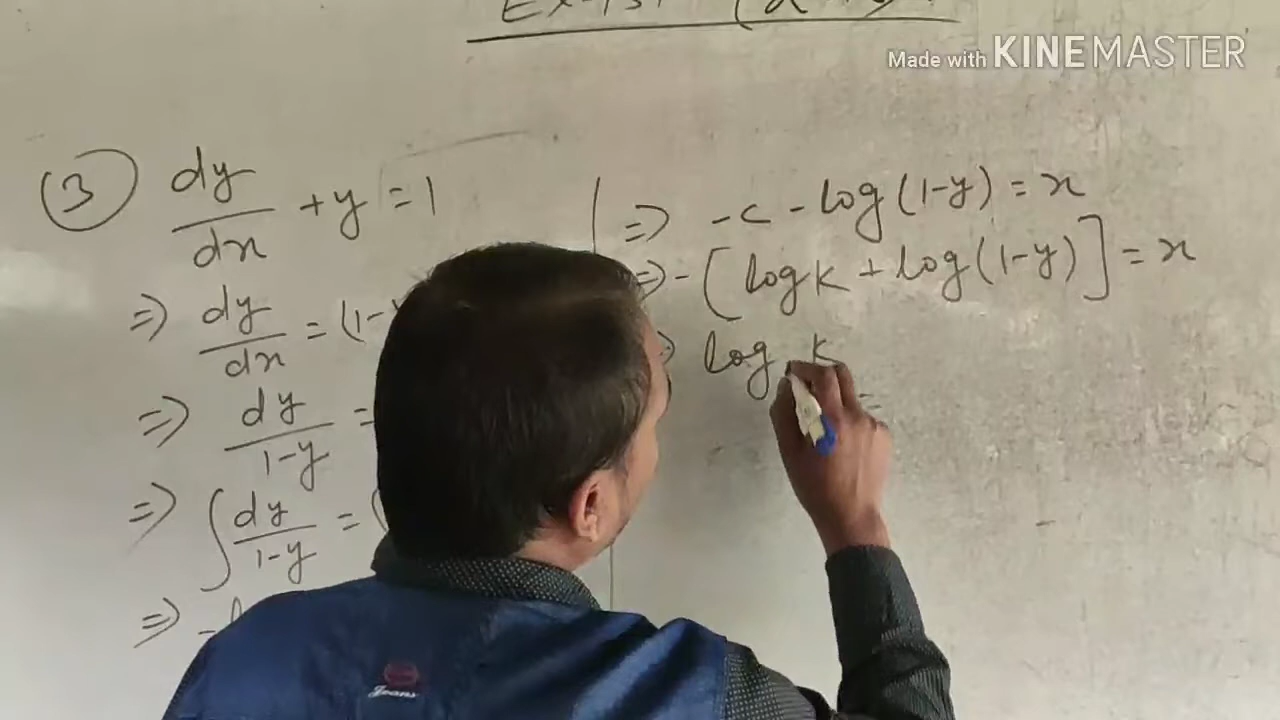 Made with KINEMASTER
③ dy/dx + y = 1
=> dy/dx = (1-
=> dy/1-y =
=> ∫ dy/1-y =
=> -
=> -c - log(1-y) = x
=> - [log k + log(1-y)] = x
log k =
Jeans